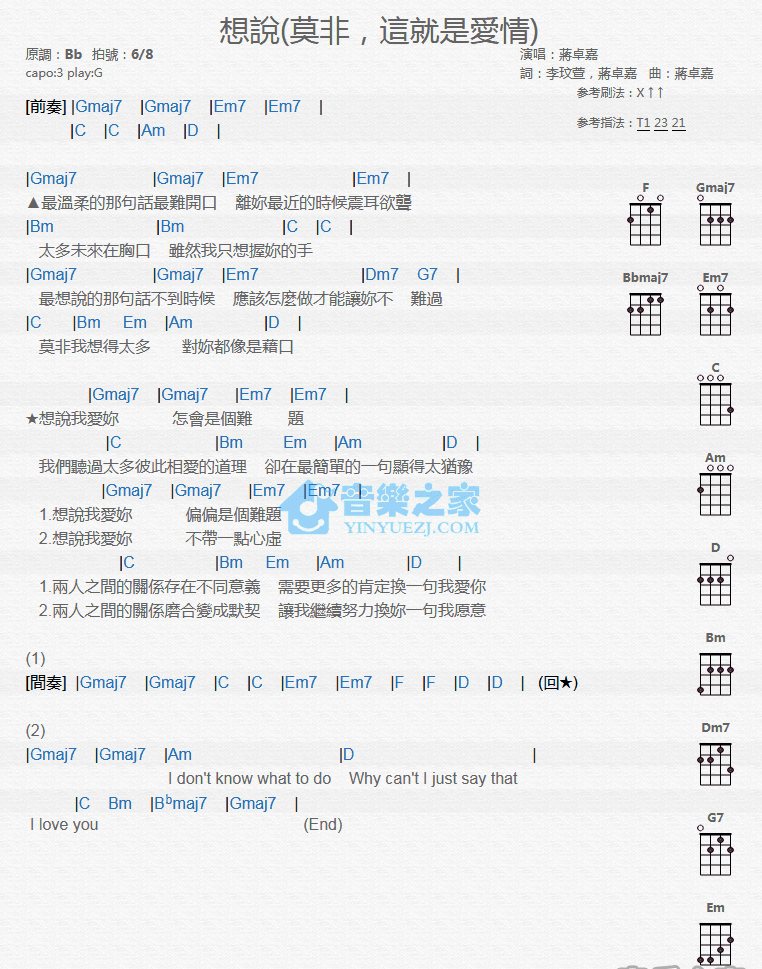 想說(莫非，這就是愛情)
原調：Bb 拍號：6/8
演唱：蔣卓嘉
capo:3 play:G
詞：李玟萱，蔣卓嘉 曲：蔣卓嘉
參考刷法：X↑↑
參考指法：T1 23 21
[前奏] |Gmaj7 |Gmaj7 |Em7 |Em7 |
|C |C |Am |D |
|Gmaj7 |Gmaj7 |Em7 |Em7 |
▲最溫柔的那句話最難開口 離妳最近的時候震耳欲聾
|Bm |Bm |C |C |
太多未來在胸口 雖然我只想握妳的手
|Gmaj7 |Gmaj7 |Em7 |Dm7 G7 |
最想說的那句話不到時候 應該怎麼做才能讓妳不 難過
|C |Bm Em |Am |D |
莫非我想得太多 對妳都像是藉口
|Gmaj7 |Gmaj7 |Em7 |Em7 |
★想說我愛妳 怎會是個難 題
|C |Bm Em |Am |D |
我們聽過太多彼此相愛的道理 卻在最簡單的一句顯得太猶豫
|Gmaj7 |Gmaj7 |Em7 |Em7 |
1.想說我愛妳 偏偏是個難題
2.想說我愛妳 不帶一點心虛
|C |Bm Em |Am |D |
1.兩人之間的關係存在不同意義 需要更多的肯定換一句我愛你
2.兩人之間的關係磨合變成默契 讓我繼續努力換妳一句我愿意
(1)
[間奏] |Gmaj7 |Gmaj7 |C |C |Em7 |Em7 |F |F |D |D | (回★)
(2)
|Gmaj7 |Gmaj7 |Am |D |
I don't know what to do Why can't I just say that
|C Bm |Bbmaj7 |Gmaj7 |
I love you (End)
F Gmaj7
Bbmaj7 Em7
C
Am
D
Bm
Dm7
G7
Em
音樂之家
YINYUEZJ.COM